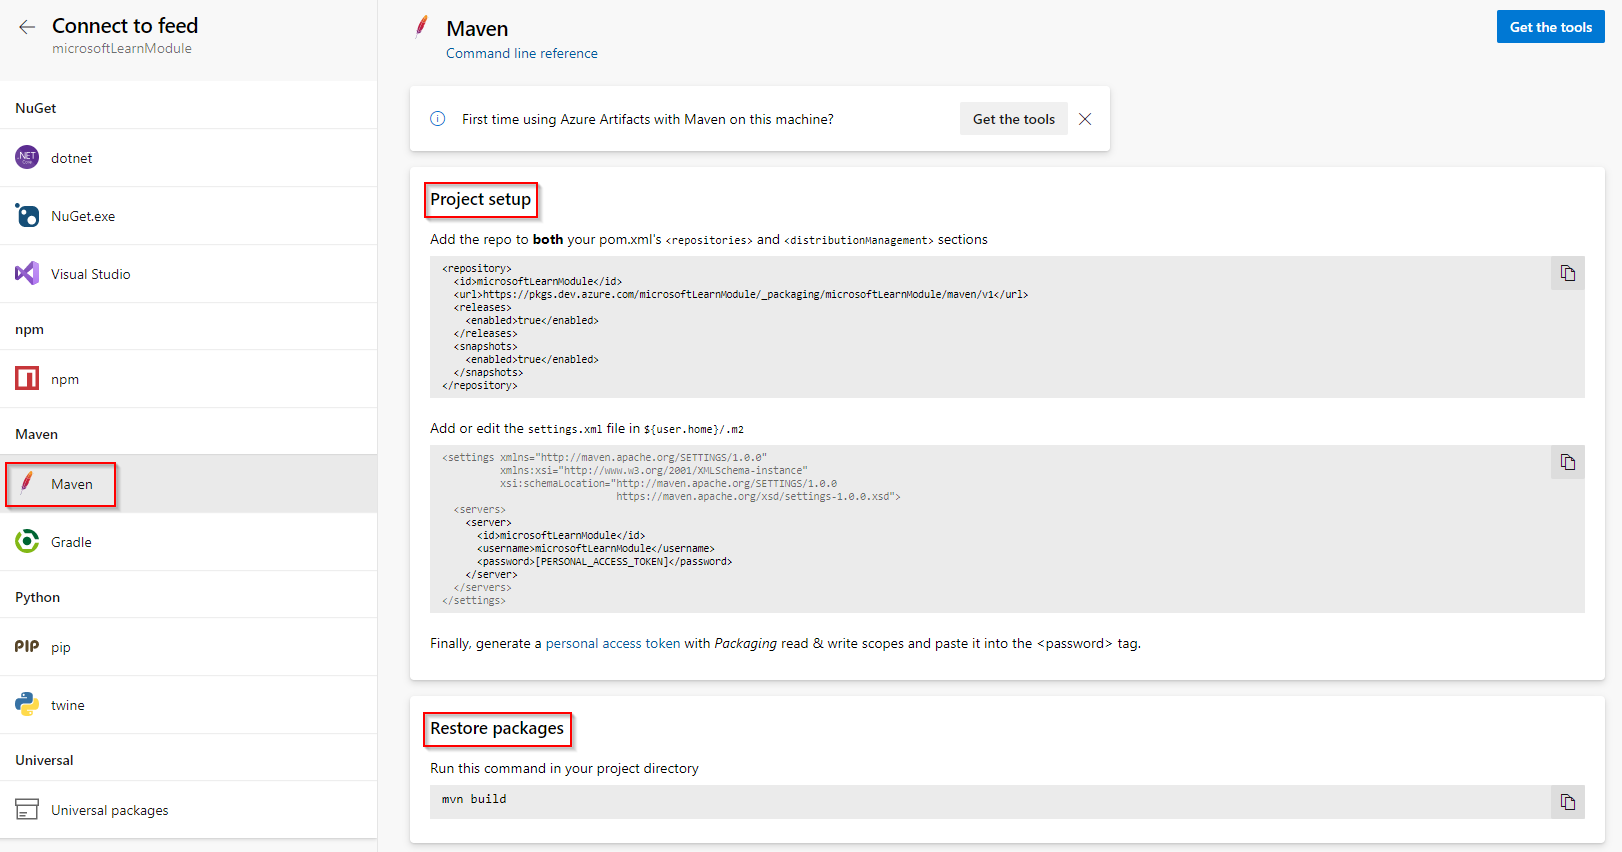 Connect to feed
microsoftLearnModule
NuGet
.NET
Core
dotnet
NuGet.exe
Visual Studio
npm
npm
Maven
Maven
Gradle
Python
PIP pip
twine
Universal
Universal packages
Maven
Command line reference
Get the tools
First time using Azure Artifacts with Maven on this machine?
Get the tools
Project setup
Add the repo to both your pom.xml's <repositories> and <distributionManagement> sections
<repository>
  <id>microsoftLearnModule</id>
  <url>https://pkgs.dev.azure.com/microsoftLearnModule/_packaging/microsoftLearnModule/maven/v1</url>
  <releases>
    <enabled>true</enabled>
  </releases>
  <snapshots>
    <enabled>true</enabled>
  </snapshots>
</repository>
Add or edit the settings.xml file in ${user.home}/.m2
<settings xmlns="http://maven.apache.org/SETTINGS/1.0.0"
          xmlns:xsi="http://www.w3.org/2001/XMLSchema-instance"
          xsi:schemaLocation="http://maven.apache.org/SETTINGS/1.0.0
                              https://maven.apache.org/xsd/settings-1.0.0.xsd">
  <servers>
    <server>
      <id>microsoftLearnModule</id>
      <username>microsoftLearnModule</username>
      <password>[PERSONAL_ACCESS_TOKEN]</password>
    </server>
  </servers>
</settings>
Finally, generate a personal access token with Packaging read & write scopes and paste it into the <password> tag.
Restore packages
Run this command in your project directory
mvn build